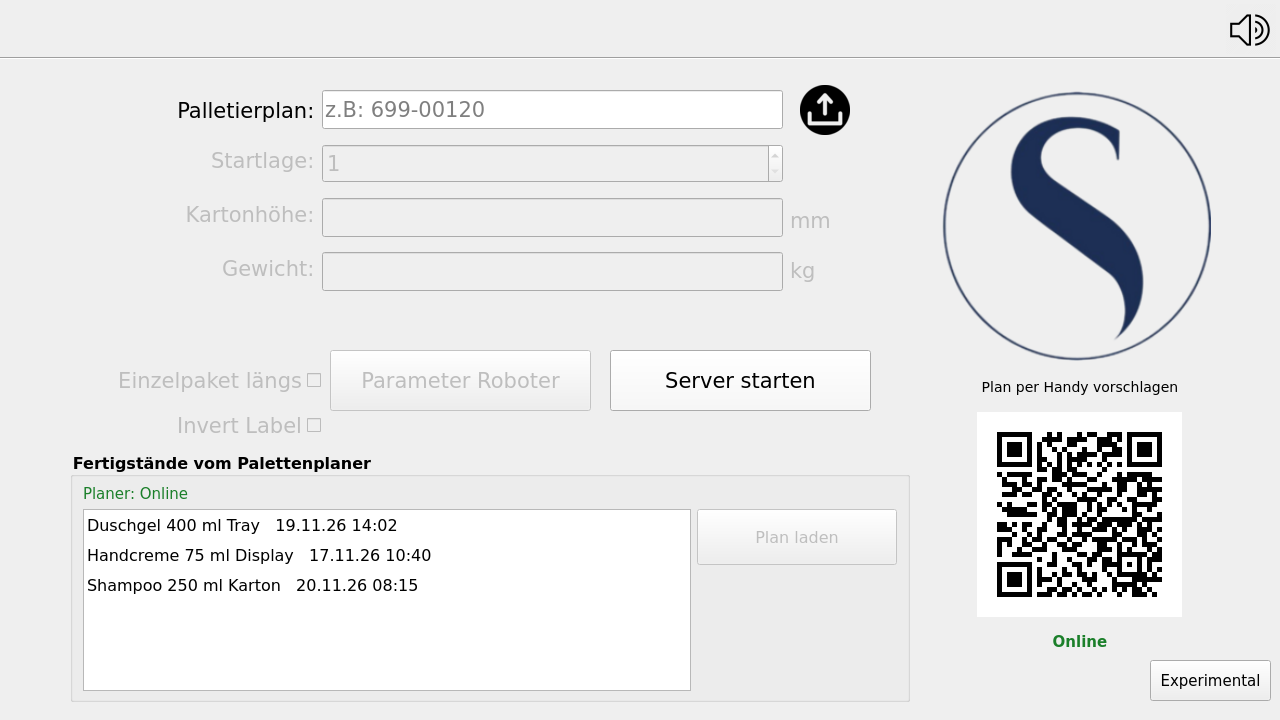 Palletierplan: z.B: 699-00120
Startlage: 1
Kartonhöhe: mm
Gewicht: kg
Einzelpaket längs Parameter Roboter Server starten
Invert Label
Plan per Handy vorschlagen
Fertigstände vom Palettenplaner
Planer: Online
Duschgel 400 ml Tray 19.11.26 14:02
Handcreme 75 ml Display 17.11.26 10:40
Shampoo 250 ml Karton 20.11.26 08:15
Plan laden
Online
Experimental